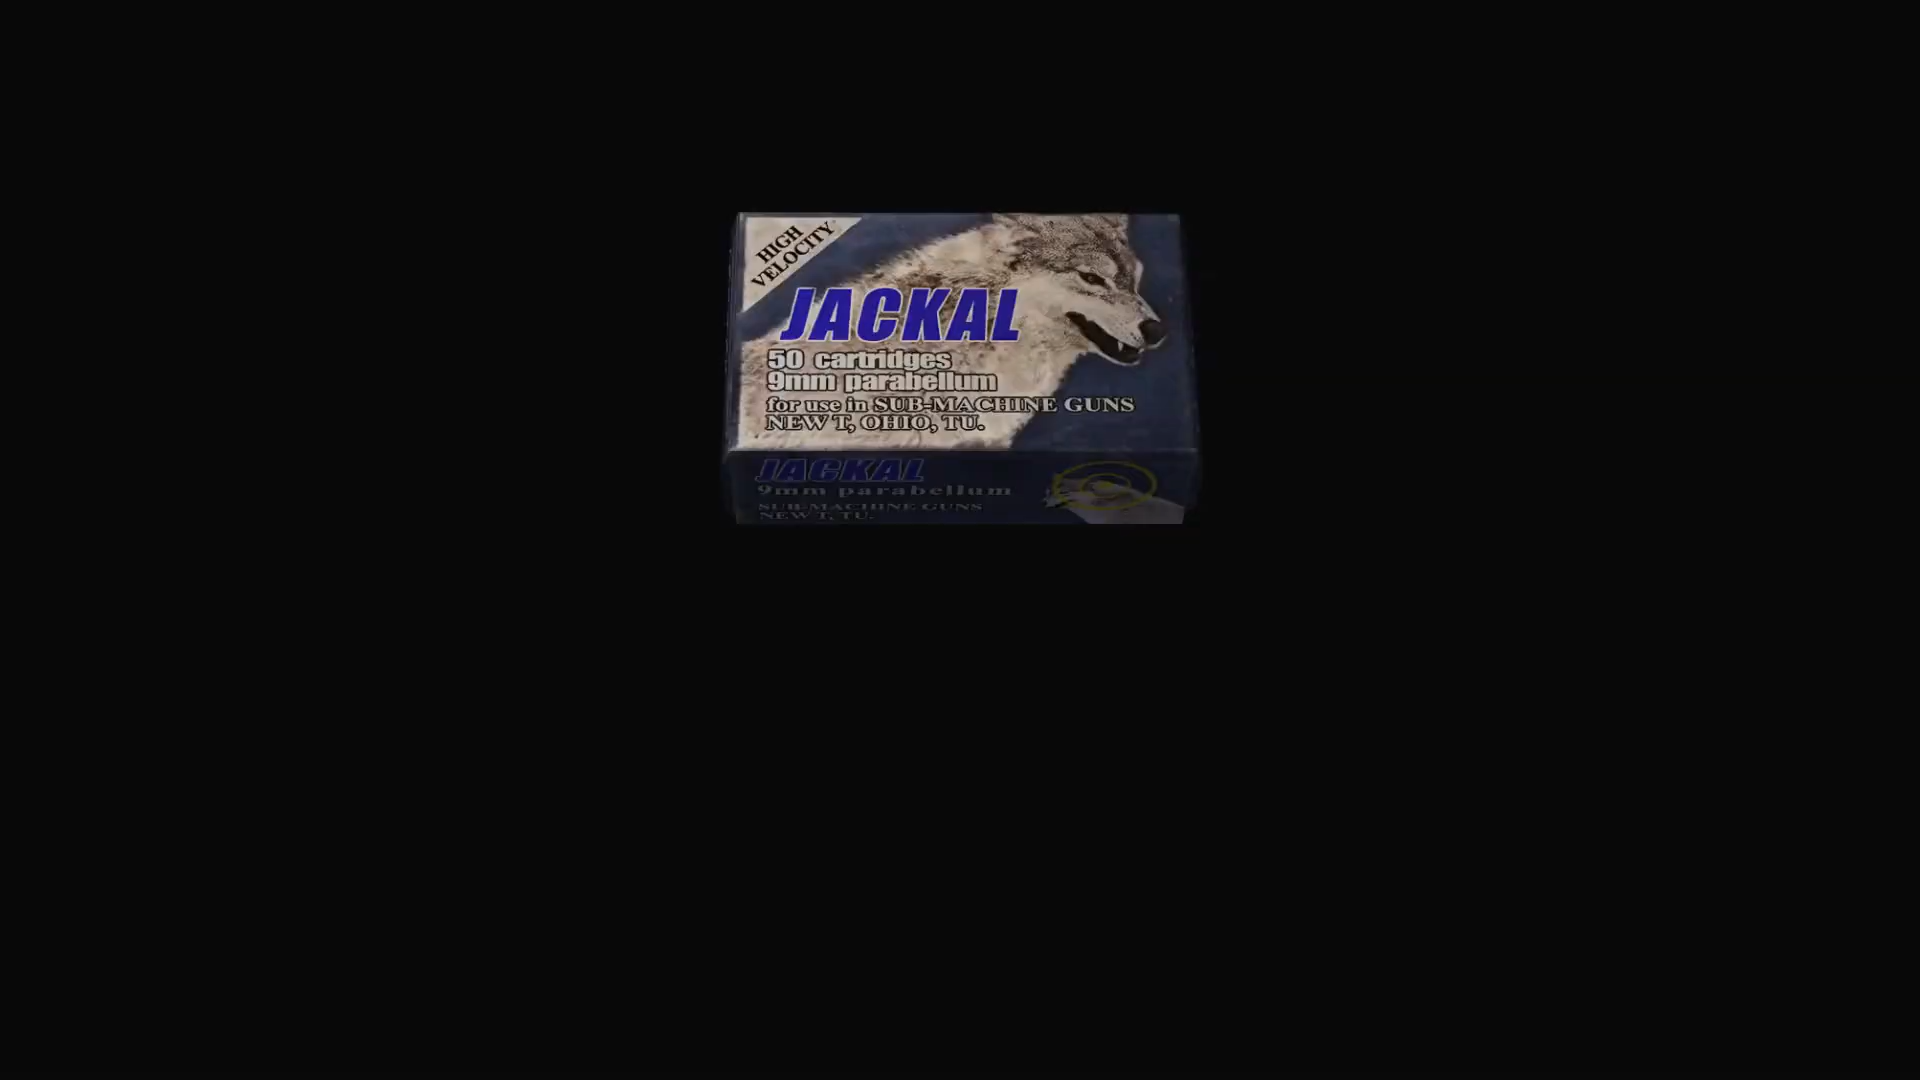 HIGH
VELOCITY
JACKAL
50 cartridges
9mm parabellum
for use in SUB-MACHINE GUNS
NEW T, OHIO, TU.
JACKAL
9mm parabellum
SUB-MACHINE GUNS
NEW T, TU.